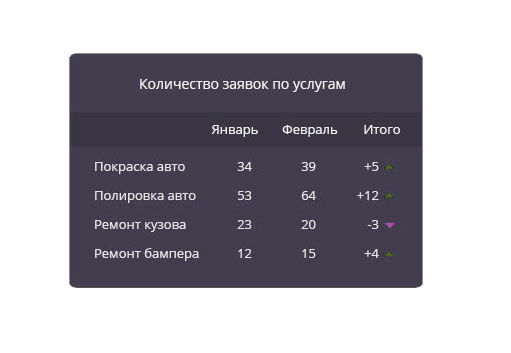 Количество заявок по услугам
Январь Февраль Итого
Покраска авто 34 39 +5
Полировка авто 53 64 +12
Ремонт кузова 23 20 -3
Ремонт бампера 12 15 +4